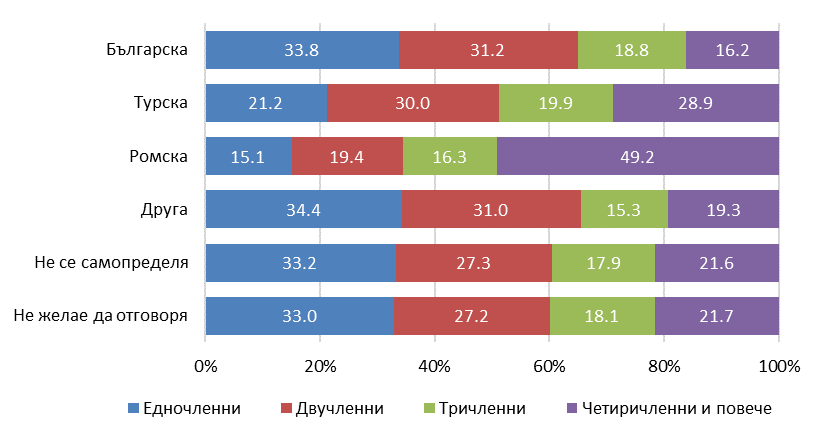 Българска 33.8 31.2 18.8 16.2
Турска 21.2 30.0 19.9 28.9
Ромска 15.1 19.4 16.3 49.2
Друга 34.4 31.0 15.3 19.3
Не се самопределя 33.2 27.3 17.9 21.6
Не желае да отговоря 33.0 27.2 18.1 21.7
0% 20% 40% 60% 80% 100%
Едночленни Двучленни Тричленни Четиричленни и повече